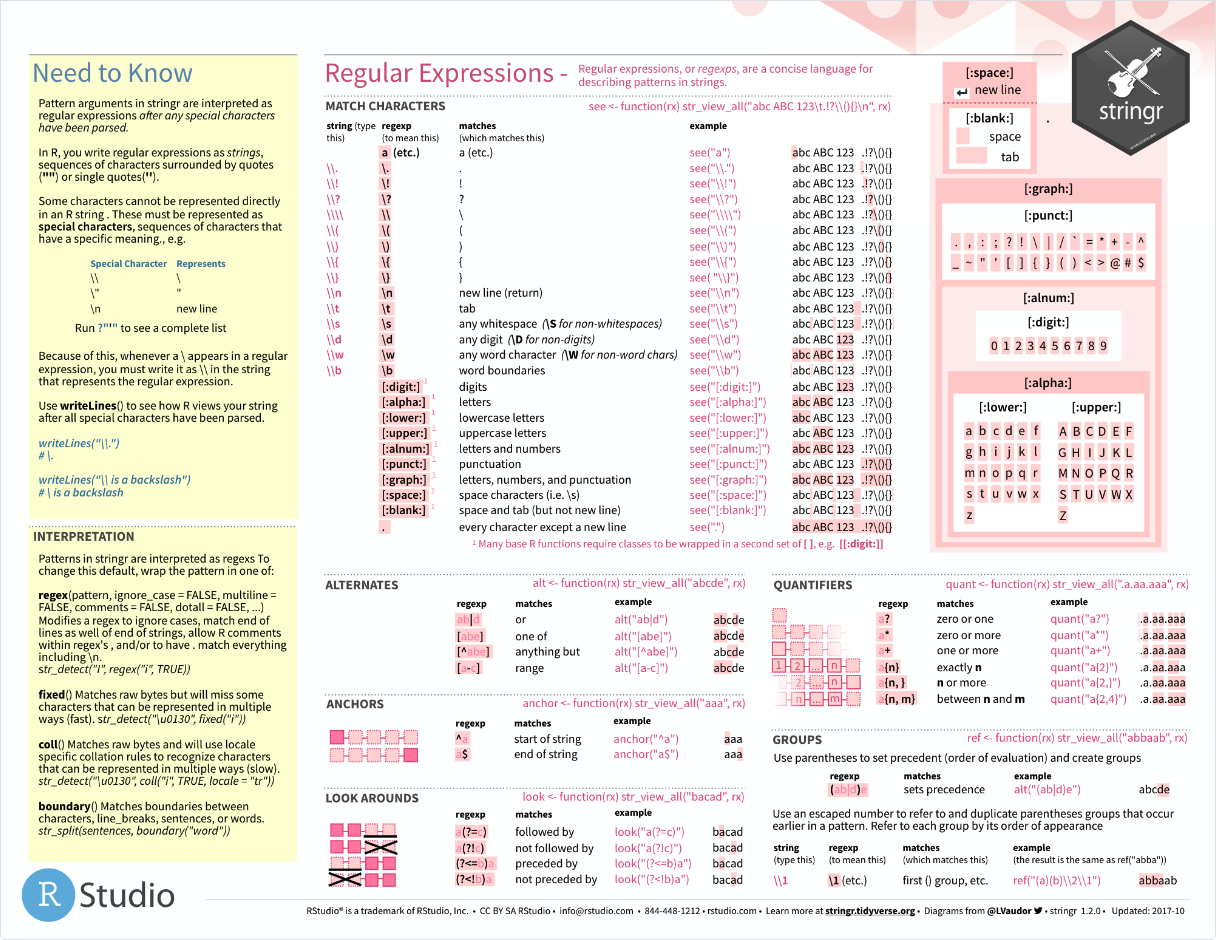 Need to Know
Pattern arguments in stringr are interpreted as
regular expressions after any special characters
have been parsed.
In R, you write regular expressions as strings,
sequences of characters surrounded by quotes
("") or single quotes('').
Some characters cannot be represented directly
in an R string . These must be represented as
special characters, sequences of characters that
have a specific meaning., e.g.
Special Character Represents
\\ \
\" "
\n new line
Run ?"'" to see a complete list
Because of this, whenever a \ appears in a regular
expression, you must write it as \\ in the string
that represents the regular expression.
Use writeLines() to see how R views your string
after all special characters have been parsed.
writeLines("\\.")
# \.
writeLines("\\ is a backslash")
# \ is a backslash
INTERPRETATION
Patterns in stringr are interpreted as regexs To
change this default, wrap the pattern in one of:
regex(pattern, ignore_case = FALSE, multiline =
FALSE, comments = FALSE, dotall = FALSE, ...)
Modifies a regex to ignore cases, match end of
lines as well of end of strings, allow R comments
within regex's , and/or to have . match everything
including \n.
str_detect("I", regex("i", TRUE))
fixed() Matches raw bytes but will miss some
characters that can be represented in multiple
ways (fast). str_detect("\u0130", fixed("i"))
coll() Matches raw bytes and will use locale
specific collation rules to recognize characters
that can be represented in multiple ways (slow).
str_detect("\u0130", coll("i", TRUE, locale = "tr"))
boundary() Matches boundaries between
characters, line_breaks, sentences, or words.
str_split(sentences, boundary("word"))
Regular Expressions -
Regular expressions, or regexps, are a concise language for
describing patterns in strings.
MATCH CHARACTERS see <- function(rx) str_view_all("abc ABC 123\t.!?\\(){}\n", rx)
string (type regexp matches example
this) (to mean this) (which matches this)
a (etc.) a (etc.) see("a") abc ABC 123 .!?\(){}
\\. \. . see("\\.") abc ABC 123 .!?\(){}
\\! \! ! see("\\!") abc ABC 123 .!?\(){}
\\? \? ? see("\\?") abc ABC 123 .!?\(){}
\\\\ \\ \ see("\\\\") abc ABC 123 .!?\(){}
\\( \( ( see("\\(") abc ABC 123 .!?\(){}
\\) \) ) see("\\)") abc ABC 123 .!?\(){}
\\{ \{ { see("\\{") abc ABC 123 .!?\(){}
\\} \} } see( "\\}") abc ABC 123 .!?\(){}
\\n \n new line (return) see("\\n") abc ABC 123 .!?\(){}
\\t \t tab see("\\t") abc ABC 123 .!?\(){}
\\s \s any whitespace (\S for non-whitespaces) see("\\s") abc ABC 123 .!?\(){}
\\d \d any digit (\D for non-digits) see("\\d") abc ABC 123 .!?\(){}
\\w \w any word character (\W for non-word chars) see("\\w") abc ABC 123 .!?\(){}
\\b \b word boundaries see("\\b") abc ABC 123 .!?\(){}
[:digit:] 1 digits see("[:digit:]") abc ABC 123 .!?\(){}
[:alpha:] 1 letters see("[:alpha:]") abc ABC 123 .!?\(){}
[:lower:] 1 lowercase letters see("[:lower:]") abc ABC 123 .!?\(){}
[:upper:] 1 uppercase letters see("[:upper:]") abc ABC 123 .!?\(){}
[:alnum:] 1 letters and numbers see("[:alnum:]") abc ABC 123 .!?\(){}
[:punct:] 1 punctuation see("[:punct:]") abc ABC 123 .!?\(){}
[:graph:] 1 letters, numbers, and punctuation see("[:graph:]") abc ABC 123 .!?\(){}
[:space:] 1 space characters (i.e. \s) see("[:space:]") abc ABC 123 .!?\(){}
[:blank:] 1 space and tab (but not new line) see("[:blank:]") abc ABC 123 .!?\(){}
. every character except a new line see(".") abc ABC 123 .!?\(){}
1 Many base R functions require classes to be wrapped in a second set of [ ], e.g. [[:digit:]]
[:space:]
new line
[:blank:]
space
tab
.
stringr
[:graph:]
[:punct:]
. , : ; ? ! \ | / ` = * + - ^
_ ~ " ' [ ] { } ( ) < > @ # $
[:alnum:]
[:digit:]
0 1 2 3 4 5 6 7 8 9
[:alpha:]
[:lower:] [:upper:]
a b c d e f A B C D E F
g h i j k l G H I J K L
m n o p q r M N O P Q R
s t u v w x S T U V W X
z Z
ALTERNATES alt <- function(rx) str_view_all("abcde", rx)
regexp matches example
ab|d or alt("ab|d") abcde
[abe] one of alt("[abe]") abcde
[^abe] anything but alt("[^abe]") abcde
[a-c] range alt("[a-c]") abcde
ANCHORS anchor <- function(rx) str_view_all("aaa", rx)
regexp matches example
^a start of string anchor("^a") aaa
a$ end of string anchor("a$") aaa
LOOK AROUNDS look <- function(rx) str_view_all("bacad", rx)
regexp matches example
a(?=c) followed by look("a(?=c)") bacad
a(?!c) not followed by look("a(?!c)") bacad
(?<=b)a preceded by look("(?<=b)a") bacad
(?<!b)a not preceded by look("(?<!b)a") bacad
QUANTIFIERS quant <- function(rx) str_view_all(".a.aa.aaa", rx)
regexp matches example
a? zero or one quant("a?") .a.aa.aaa
a* zero or more quant("a*") .a.aa.aaa
a+ one or more quant("a+") .a.aa.aaa
1 2 ... n a{n} exactly n quant("a{2}") .a.aa.aaa
2 ... n a{n, } n or more quant("a{2,}") .a.aa.aaa
n ... m a{n, m} between n and m quant("a{2,4}") .a.aa.aaa
GROUPS ref <- function(rx) str_view_all("abbaab", rx)
Use parentheses to set precedent (order of evaluation) and create groups
regexp matches example
(ab|d)e sets precedence alt("(ab|d)e") abcde
Use an escaped number to refer to and duplicate parentheses groups that occur
earlier in a pattern. Refer to each group by its order of appearance
string regexp matches example
(type this) (to mean this) (which matches this) (the result is the same as ref("abba"))
\\1 \1 (etc.) first () group, etc. ref("(a)(b)\\2\\1") abbaab
R Studio
RStudio® is a trademark of RStudio, Inc. • CC BY SA RStudio • info@rstudio.com • 844-448-1212 • rstudio.com • Learn more at stringr.tidyverse.org • Diagrams from @LVaudor • stringr 1.2.0 • Updated: 2017-10